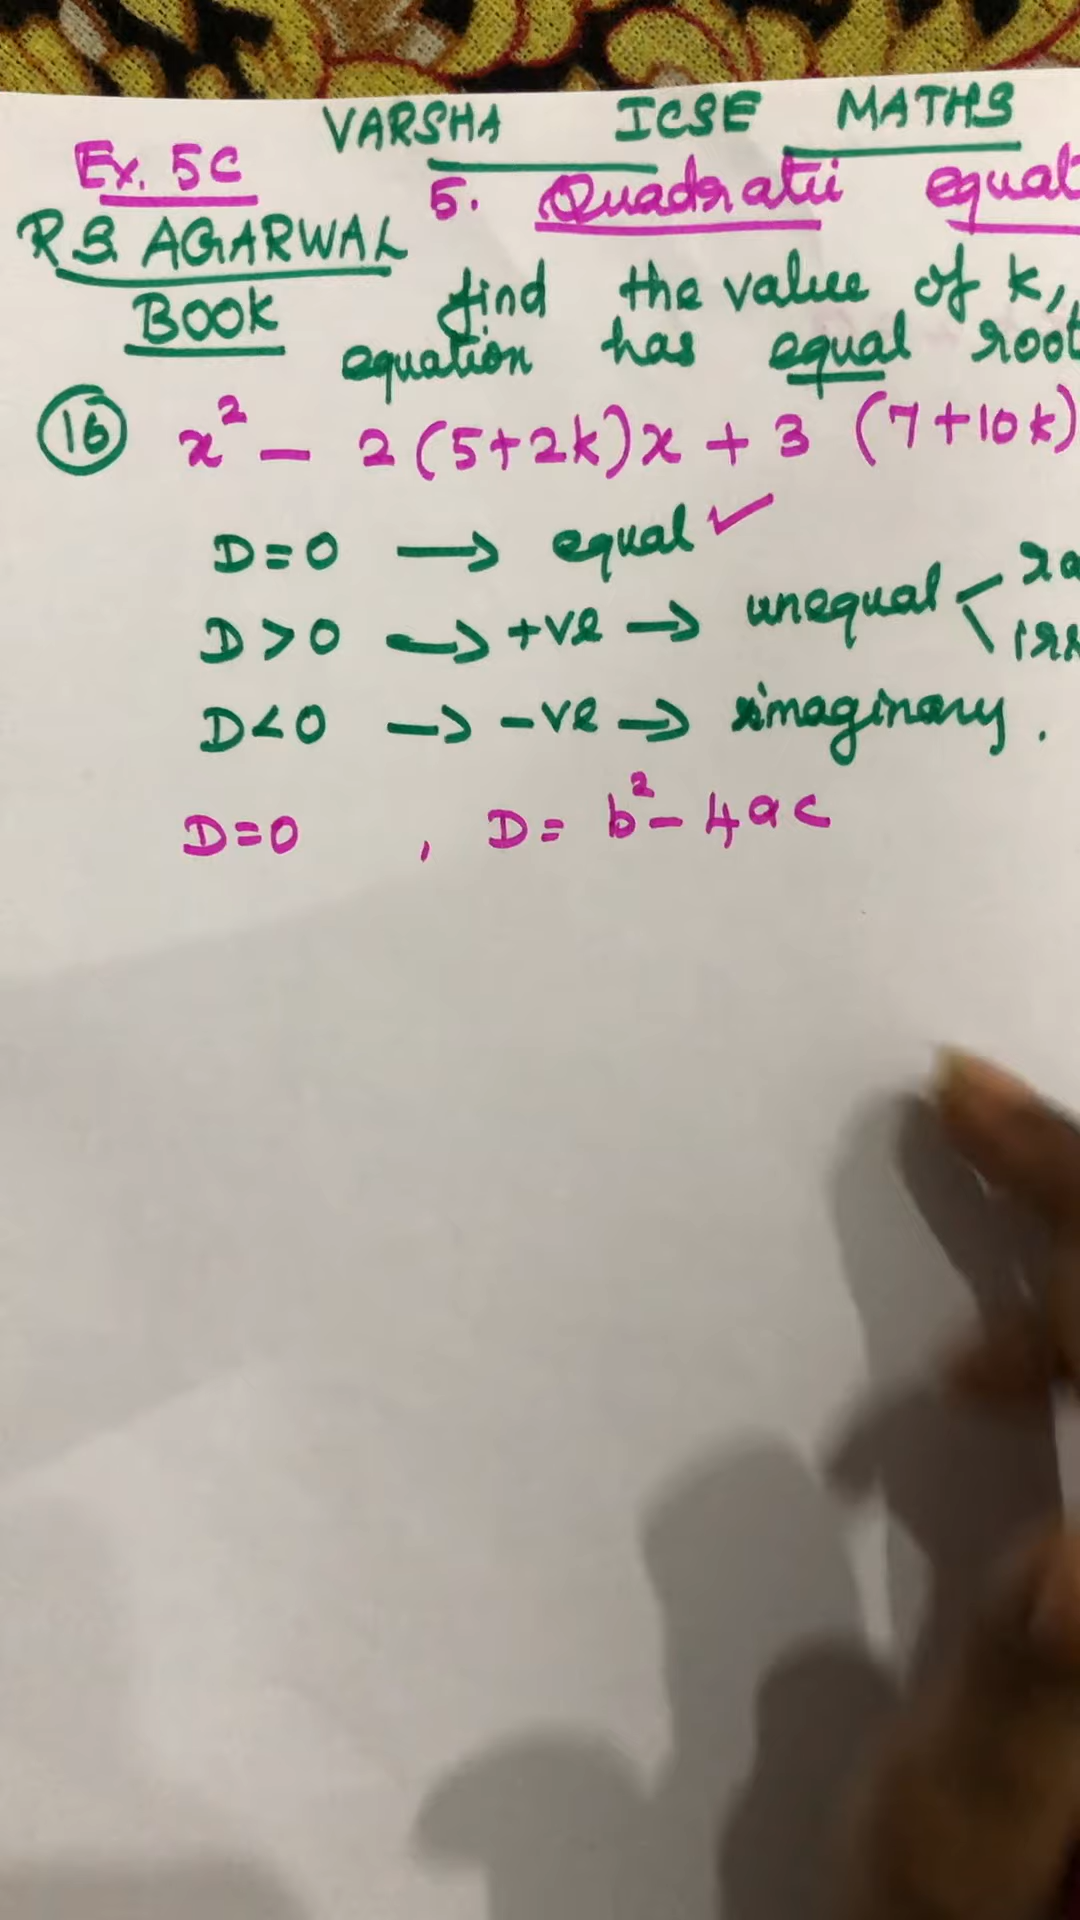 VARSHA ICSE MATHS
Ex. 5C
5. Quadratic equat
RS AGARWAL
BOOK
find the value of k,
equation has equal root
16 x² - 2(5+2k)x + 3 (7+10k)
D=0 → equal ✓
D>0 → +ve → unequal < ra
irr
D<0 → -ve → imaginary.
D=0 , D= b²-4ac